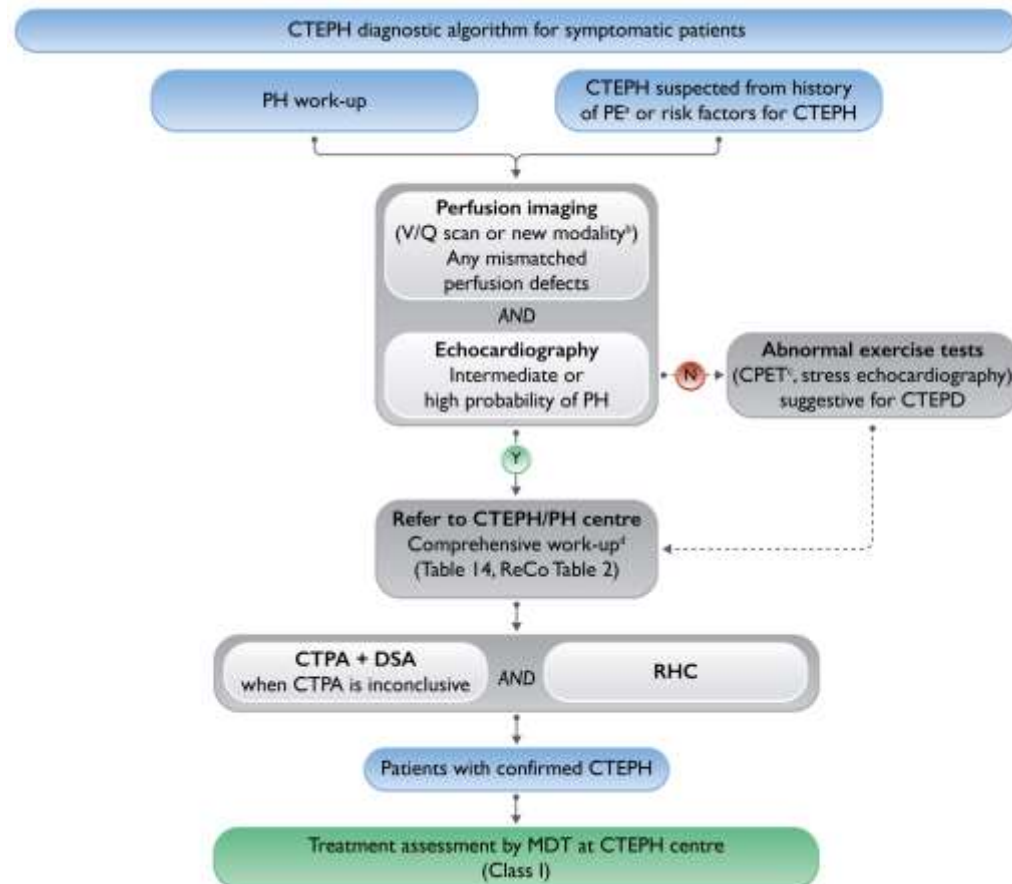 CTEPH diagnostic algorithm for symptomatic patients
PH work-up
CTEPH suspected from history
of PEᵃ or risk factors for CTEPH
Perfusion imaging
(V/Q scan or new modalityᵇ)
Any mismatched
perfusion defects
AND
Echocardiography
Intermediate or
high probability of PH
N
Abnormal exercise tests
(CPETᶜ, stress echocardiography)
suggestive for CTEPD
Y
Refer to CTEPH/PH centre
Comprehensive work-upᵈ
(Table 14, ReCo Table 2)
CTPA + DSA
when CTPA is inconclusive
AND
RHC
Patients with confirmed CTEPH
Treatment assessment by MDT at CTEPH centre
(Class I)